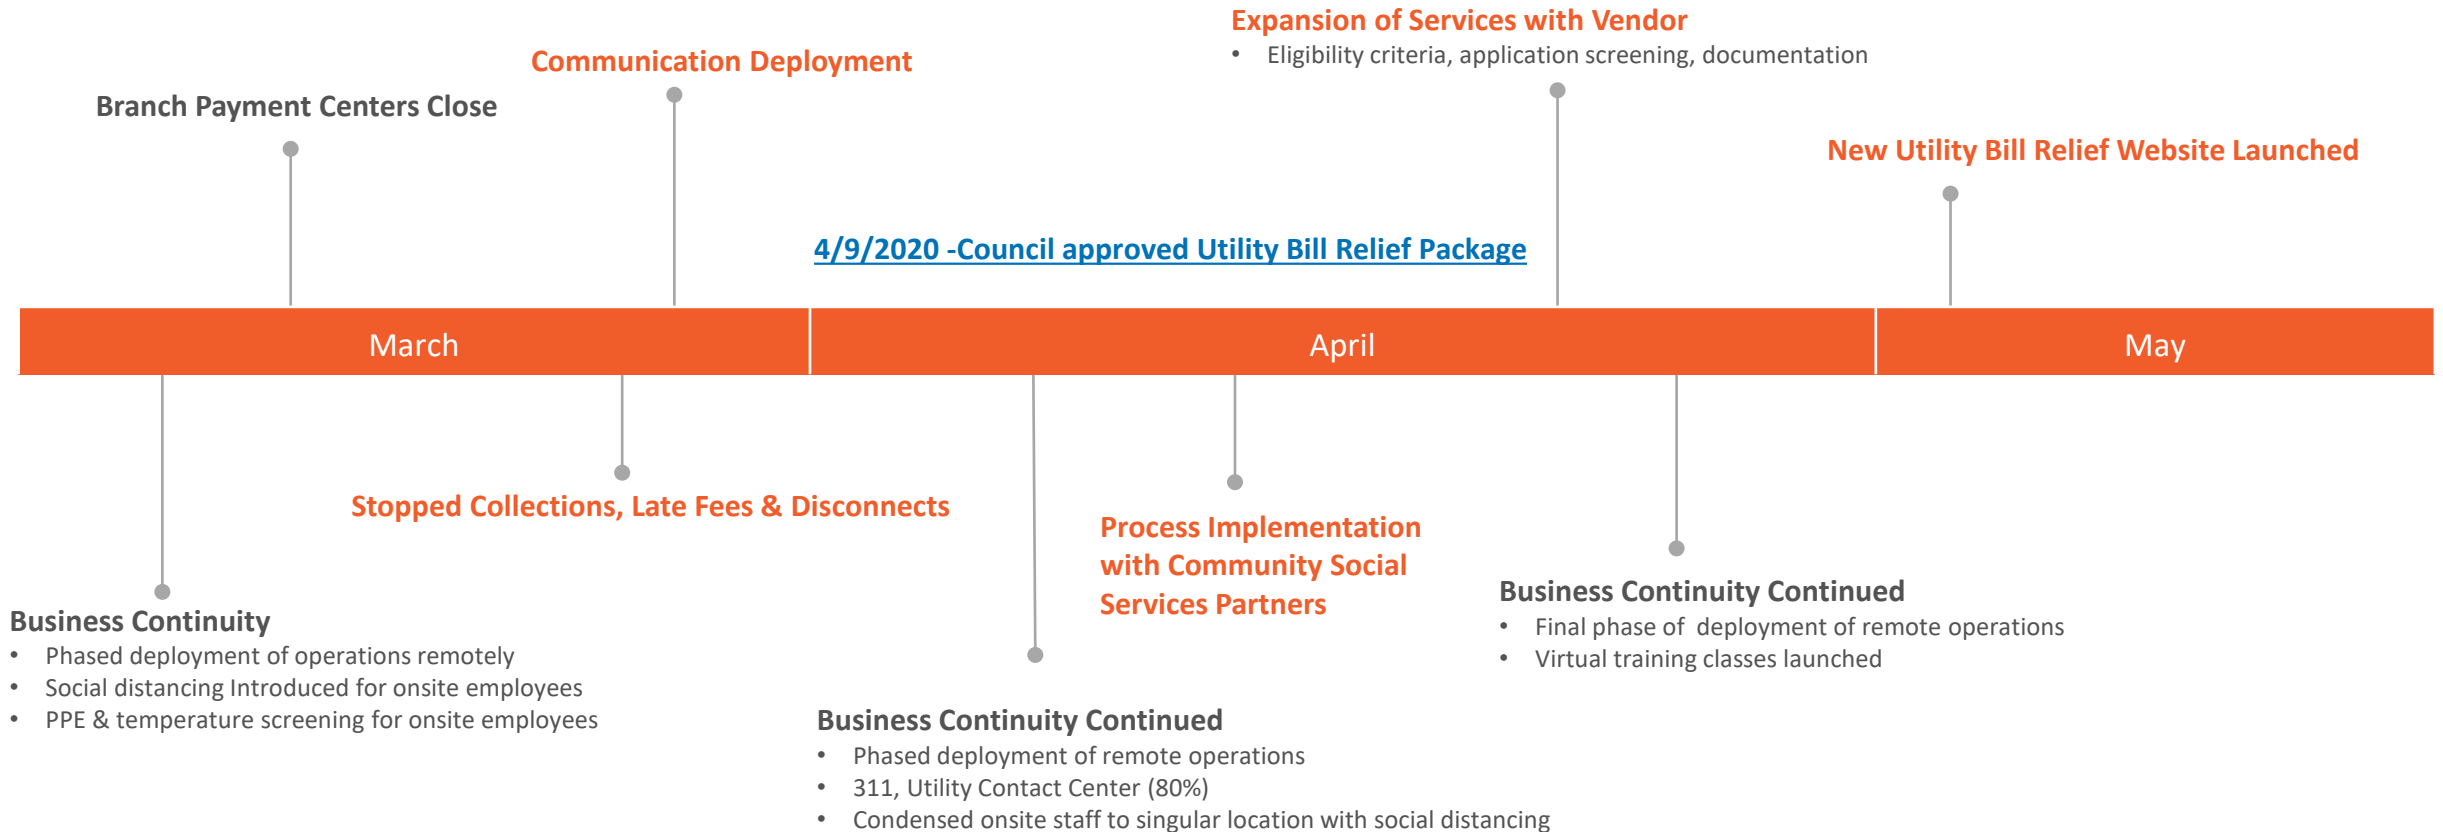 Expansion of Services with Vendor
• Eligibility criteria, application screening, documentation
Communication Deployment
Branch Payment Centers Close
New Utility Bill Relief Website Launched
4/9/2020 -Council approved Utility Bill Relief Package
March
April
May
Stopped Collections, Late Fees & Disconnects
Process Implementation
with Community Social
Services Partners
Business Continuity
• Phased deployment of operations remotely
• Social distancing Introduced for onsite employees
• PPE & temperature screening for onsite employees
Business Continuity Continued
• Final phase of  deployment of remote operations
• Virtual training classes launched
Business Continuity Continued
• Phased deployment of remote operations
• 311, Utility Contact Center (80%)
• Condensed onsite staff to singular location with social distancing